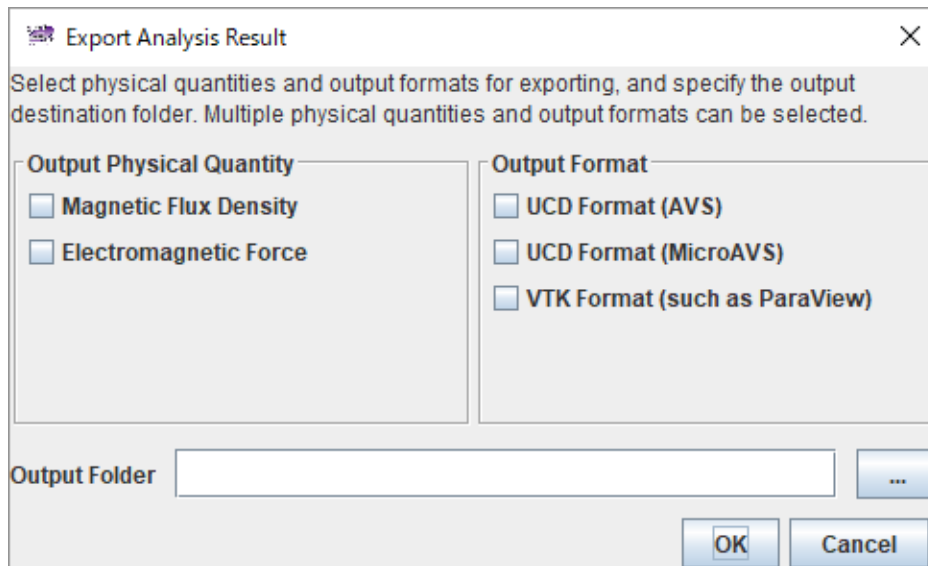 Export Analysis Result
Select physical quantities and output formats for exporting, and specify the output
destination folder. Multiple physical quantities and output formats can be selected.
Output Physical Quantity
Magnetic Flux Density
Electromagnetic Force
Output Format
UCD Format (AVS)
UCD Format (MicroAVS)
VTK Format (such as ParaView)
Output Folder
...
OK
Cancel